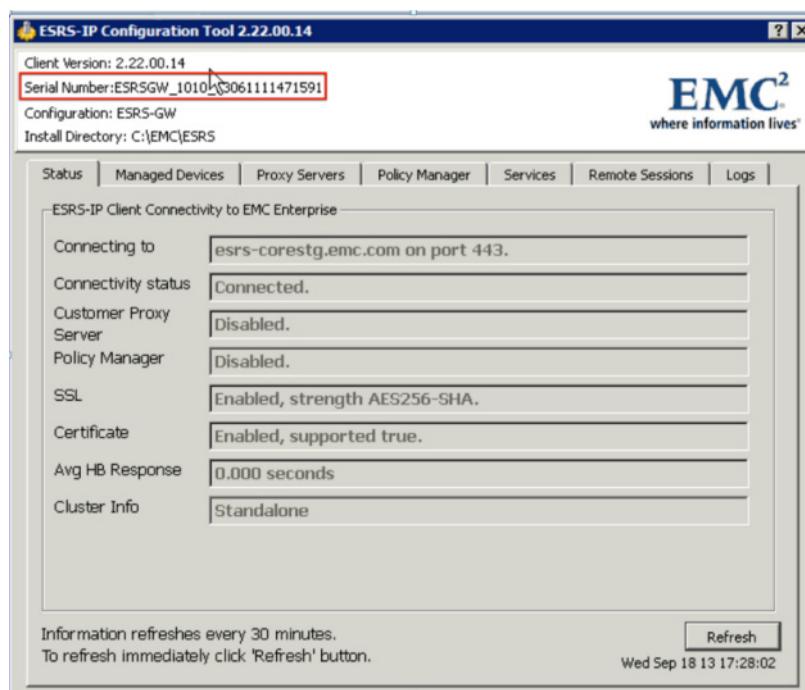 ESRS-IP Configuration Tool 2.22.00.14
Client Version: 2.22.00.14
Serial Number:ESRSGW_1010_
Configuration: ESRS-GW
Install Directory: C:\EMC\ESRS
EMC²
where information lives®
Status Managed Devices Proxy Servers Policy Manager Services Remote Sessions Logs
ESRS-IP Client Connectivity to EMC Enterprise
Connecting to esrs-corestg.emc.com on port 443.
Connectivity status Connected.
Customer Proxy Server Disabled.
Policy Manager Disabled.
SSL Enabled, strength AES256-SHA.
Certificate Enabled, supported true.
Avg HB Response 0.000 seconds
Cluster Info Standalone
Information refreshes every 30 minutes.
To refresh immediately click 'Refresh' button.
Refresh
Wed Sep 18 13 17:28:02